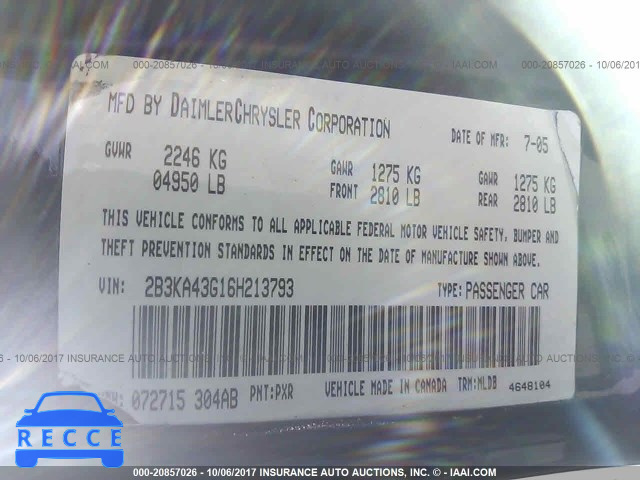 000-20857026 - 10/06/2017 INSURANCE AUTO AUCTIONS, INC. - © IAAI.COM
MFD BY DAIMLERCHRYSLER CORPORATION
DATE OF MFR: 7-05
GVWR 2246 KG 04950 LB
GAWR FRONT 1275 KG 2810 LB
GAWR REAR 1275 KG 2810 LB
THIS VEHICLE CONFORMS TO ALL APPLICABLE FEDERAL MOTOR VEHICLE SAFETY, BUMPER AND
THEFT PREVENTION STANDARDS IN EFFECT ON THE DATE OF MANUFACTURE SHOWN ABOVE.
VIN: 2B3KA43G16H213793
TYPE: PASSENGER CAR
072715 304AB PNT:PXR VEHICLE MADE IN CANADA TRM:MLDB 4648104
RECCE
000-20857026 - 10/06/2017 INSURANCE AUTO AUCTIONS, INC. - © IAAI.COM